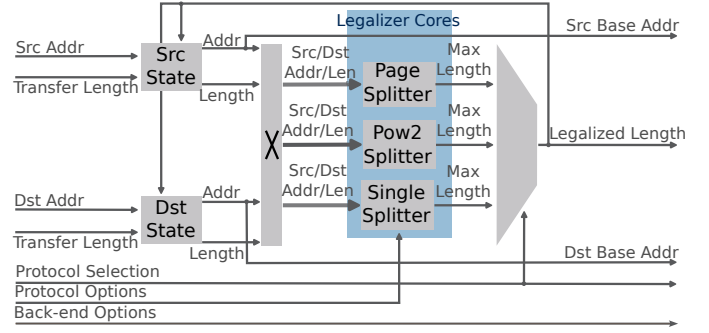 Legalizer Cores
Src Base Addr
Src Addr
Transfer Length
Src
State
Addr
Length
Src/Dst
Addr/Len
Page
Splitter
Max
Length
Src/Dst
Addr/Len
Pow2
Splitter
Max
Length
Legalized Length
Src/Dst
Addr/Len
Single
Splitter
Max
Length
Dst Addr
Transfer Length
Dst
State
Addr
Length
Dst Base Addr
Protocol Selection
Protocol Options
Back-end Options